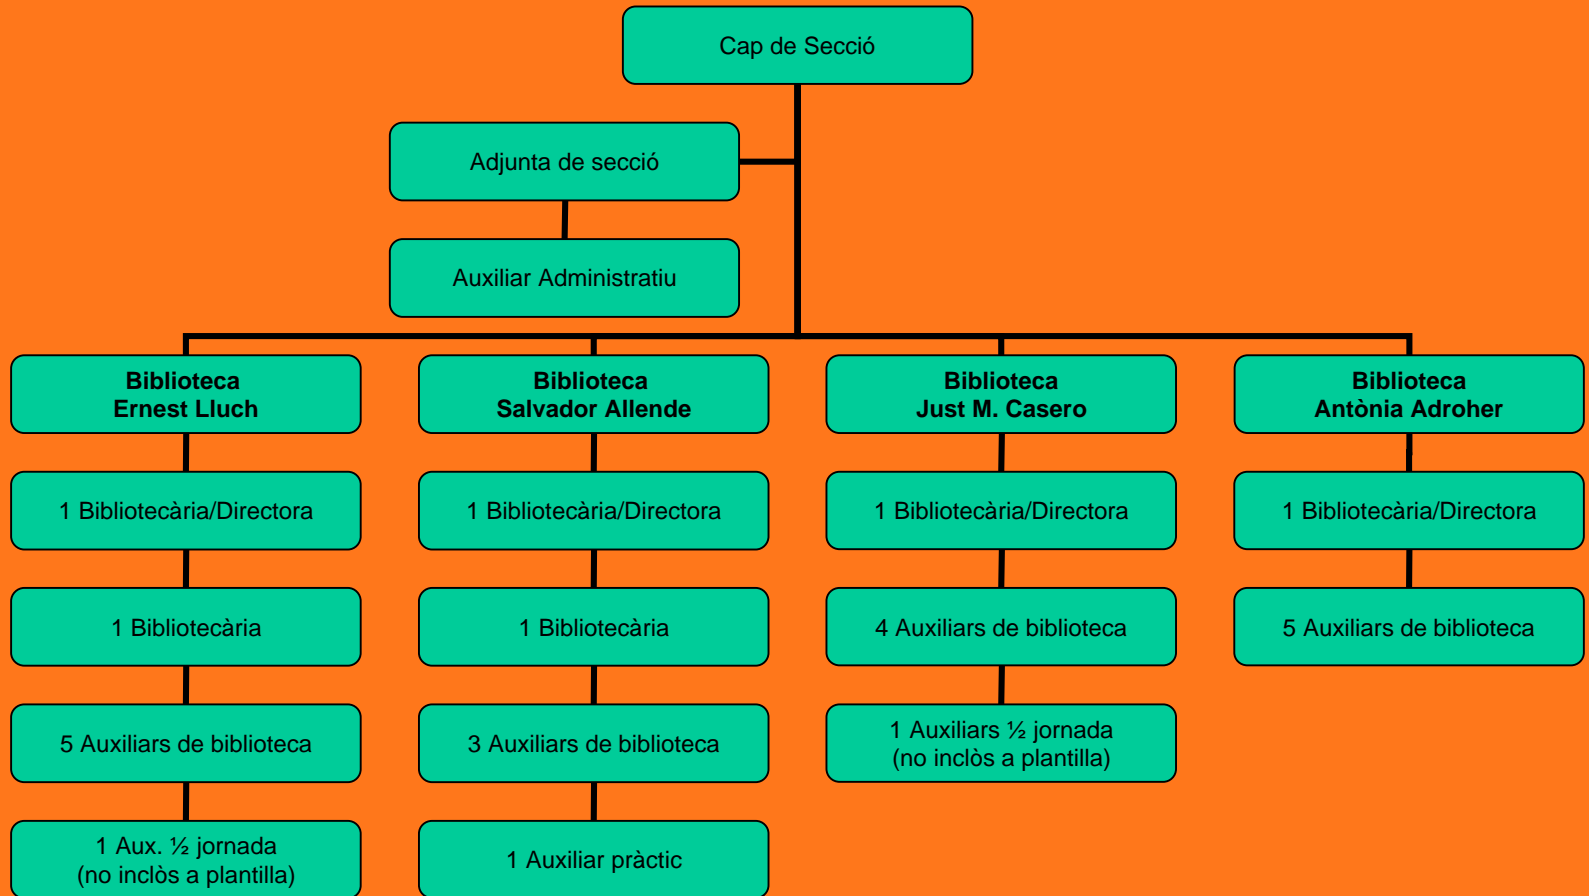 Cap de Secció
Adjunta de secció
Auxiliar Administratiu
Biblioteca
Ernest Lluch
1 Bibliotecària/Directora
1 Bibliotecària
5 Auxiliars de biblioteca
1 Aux. ½ jornada
(no inclòs a plantilla)
Biblioteca
Salvador Allende
1 Bibliotecària/Directora
1 Bibliotecària
3 Auxiliars de biblioteca
1 Auxiliar pràctic
Biblioteca
Just M. Casero
1 Bibliotecària/Directora
4 Auxiliars de biblioteca
1 Auxiliars ½ jornada
(no inclòs a plantilla)
Biblioteca
Antònia Adroher
1 Bibliotecària/Directora
5 Auxiliars de biblioteca